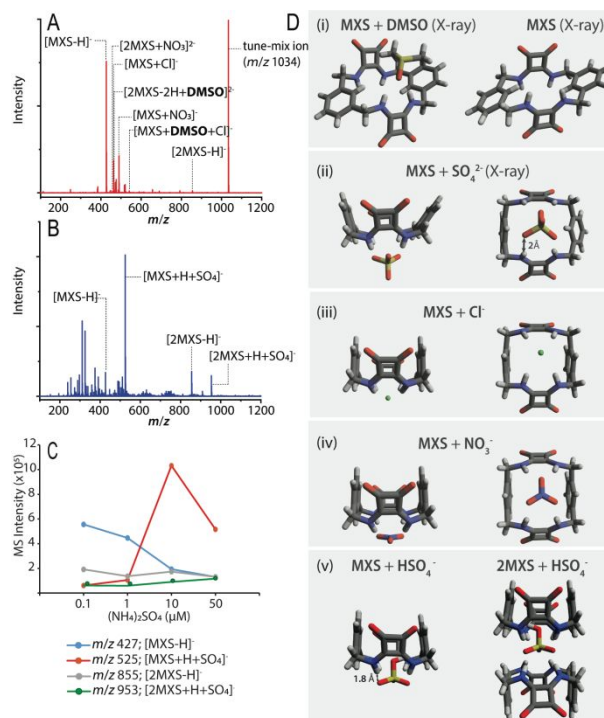 A
[MXS-H]⁻
[2MXS+NO₃]²⁻
[MXS+Cl]⁻
[2MXS-2H+DMSO]²⁻
[MXS+NO₃]⁻
[MXS+DMSO+Cl]⁻
[2MXS-H]⁻
tune-mix ion
(m/z 1034)
Intensity
200 400 600 800 1000 1200
m/z
B
[MXS+H+SO₄]⁻
[MXS-H]⁻
[2MXS-H]⁻
[2MXS+H+SO₄]⁻
Intensity
200 400 600 800 1000 1200
m/z
C
MS Intensity (x10⁵)
12
10
8
6
4
2
0.1 1 10 50
(NH₄)₂SO₄ (µM)
m/z 427; [MXS-H]⁻
m/z 525; [MXS+H+SO₄]⁻
m/z 855; [2MXS-H]⁻
m/z 953; [2MXS+H+SO₄]⁻
D
(i) MXS + DMSO (X-ray) MXS (X-ray)
(ii) MXS + SO₄²⁻ (X-ray)
2Å
(iii) MXS + Cl⁻
(iv) MXS + NO₃⁻
(v) MXS + HSO₄⁻ 2MXS + HSO₄⁻
1.8 Å